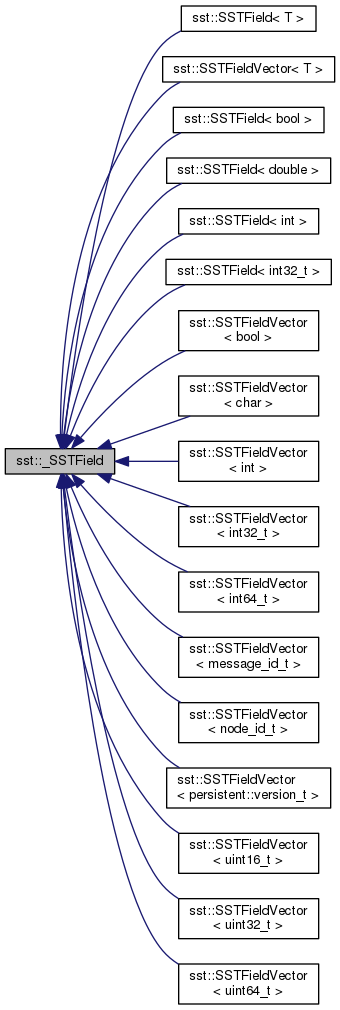 sst::SSTField< T >
sst::SSTFieldVector< T >
sst::SSTField< bool >
sst::SSTField< double >
sst::SSTField< int >
sst::SSTField< int32_t >
sst::SSTFieldVector
< bool >
sst::SSTFieldVector
< char >
sst::_SSTField
sst::SSTFieldVector
< int >
sst::SSTFieldVector
< int32_t >
sst::SSTFieldVector
< int64_t >
sst::SSTFieldVector
< message_id_t >
sst::SSTFieldVector
< node_id_t >
sst::SSTFieldVector
< persistent::version_t >
sst::SSTFieldVector
< uint16_t >
sst::SSTFieldVector
< uint32_t >
sst::SSTFieldVector
< uint64_t >